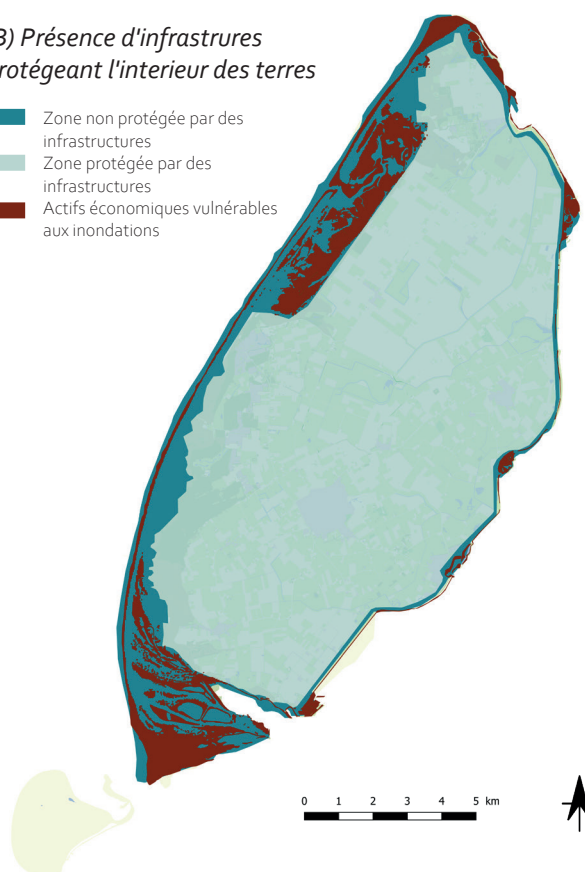 3) Présence d'infrastrures
rotégeant l'interieur des terres
Zone non protégée par des
infrastructures
Zone protégée par des
infrastructures
Actifs économiques vulnérables
aux inondations
0 1 2 3 4 5 km